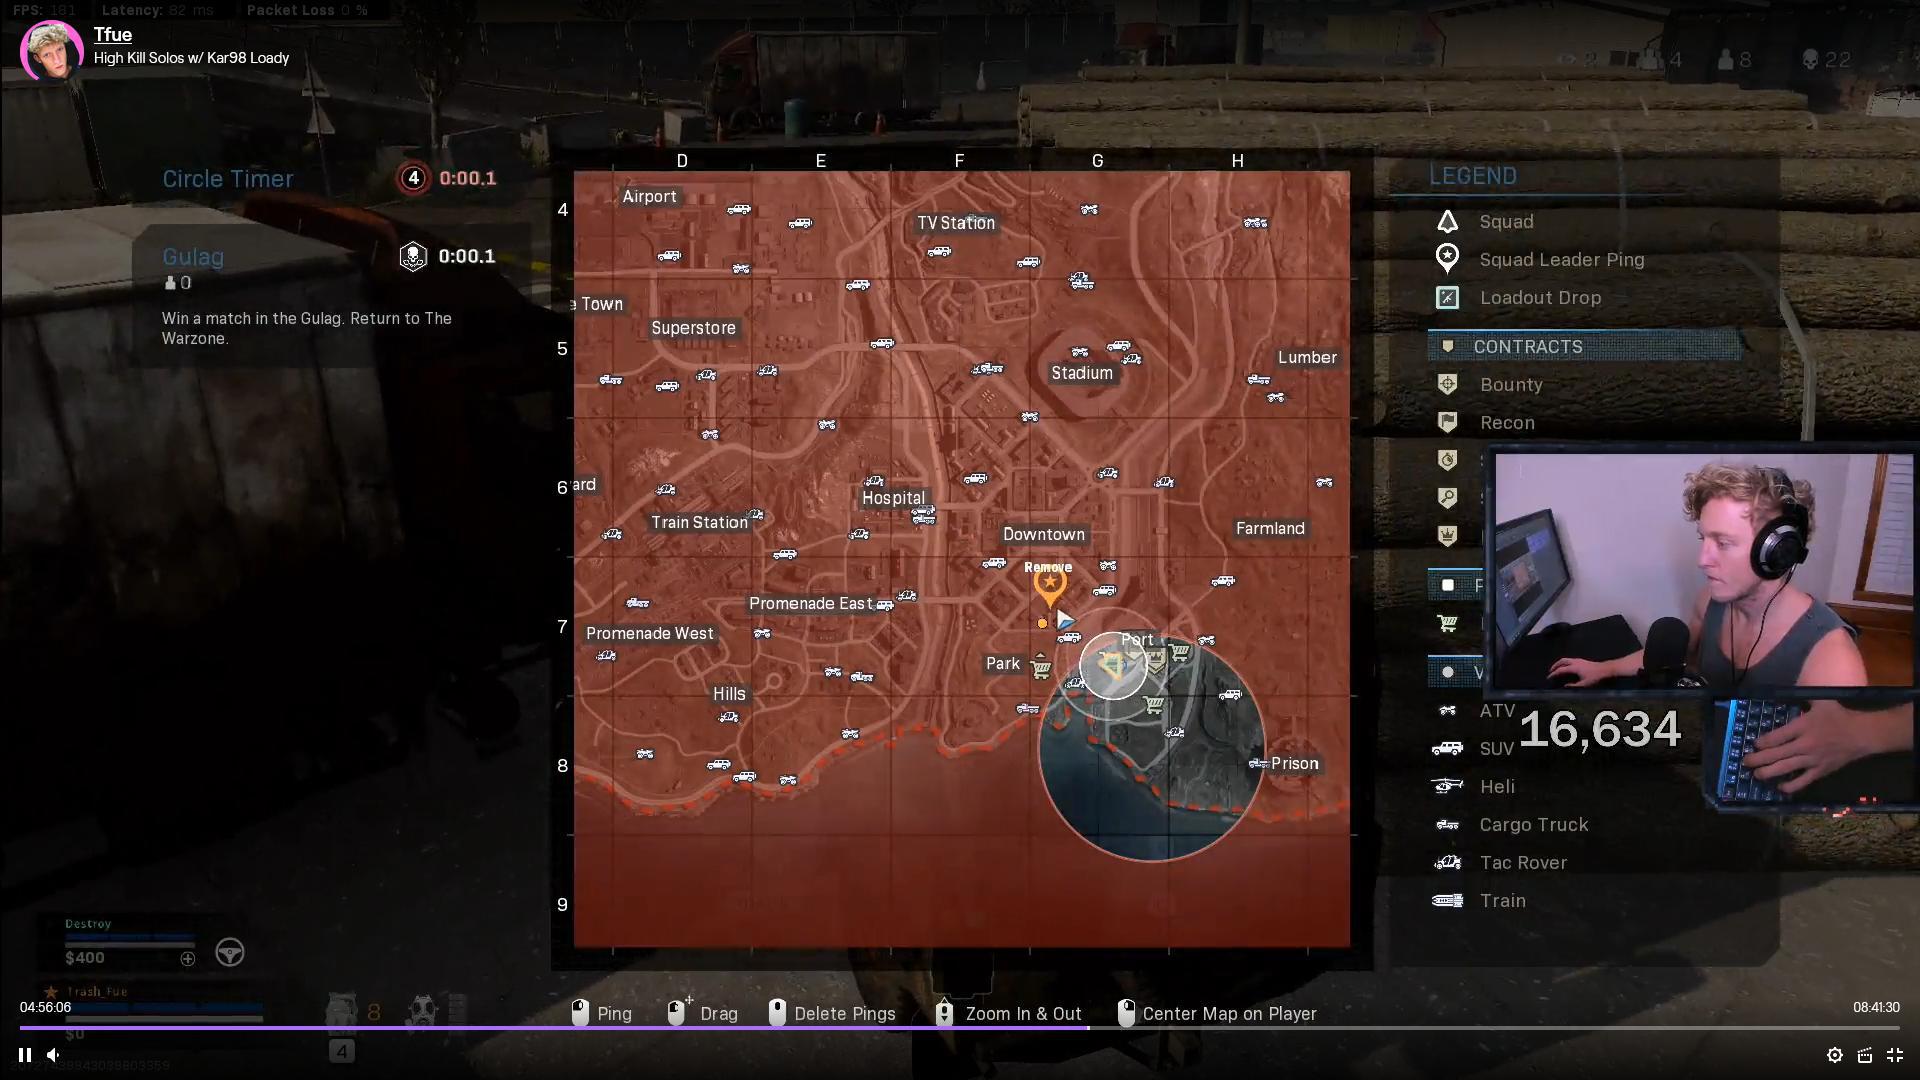 FPS: 181 Latency: 82 ms Packet Loss 0 %
Tfue
High Kill Solos w/ Kar98 Loady
4 8 22
Circle Timer 4 0:00.1
Gulag 0:00.1
0
Win a match in the Gulag. Return to The
Warzone.
D E F G H
4
5
6
7
8
9
Airport
TV Station
e Town
Superstore
Stadium
Lumber
ard
Hospital
Train Station
Downtown
Farmland
Remove
Promenade East
Promenade West
Port
Park
Hills
Prison
LEGEND
Squad
Squad Leader Ping
Loadout Drop
CONTRACTS
Bounty
Recon
ATV
SUV
16,634
Heli
Cargo Truck
Tac Rover
Train
Destroy
$400
Trash_Fue
$0
8
4
Ping Drag Delete Pings Zoom In & Out Center Map on Player
04:56:06
08:41:30